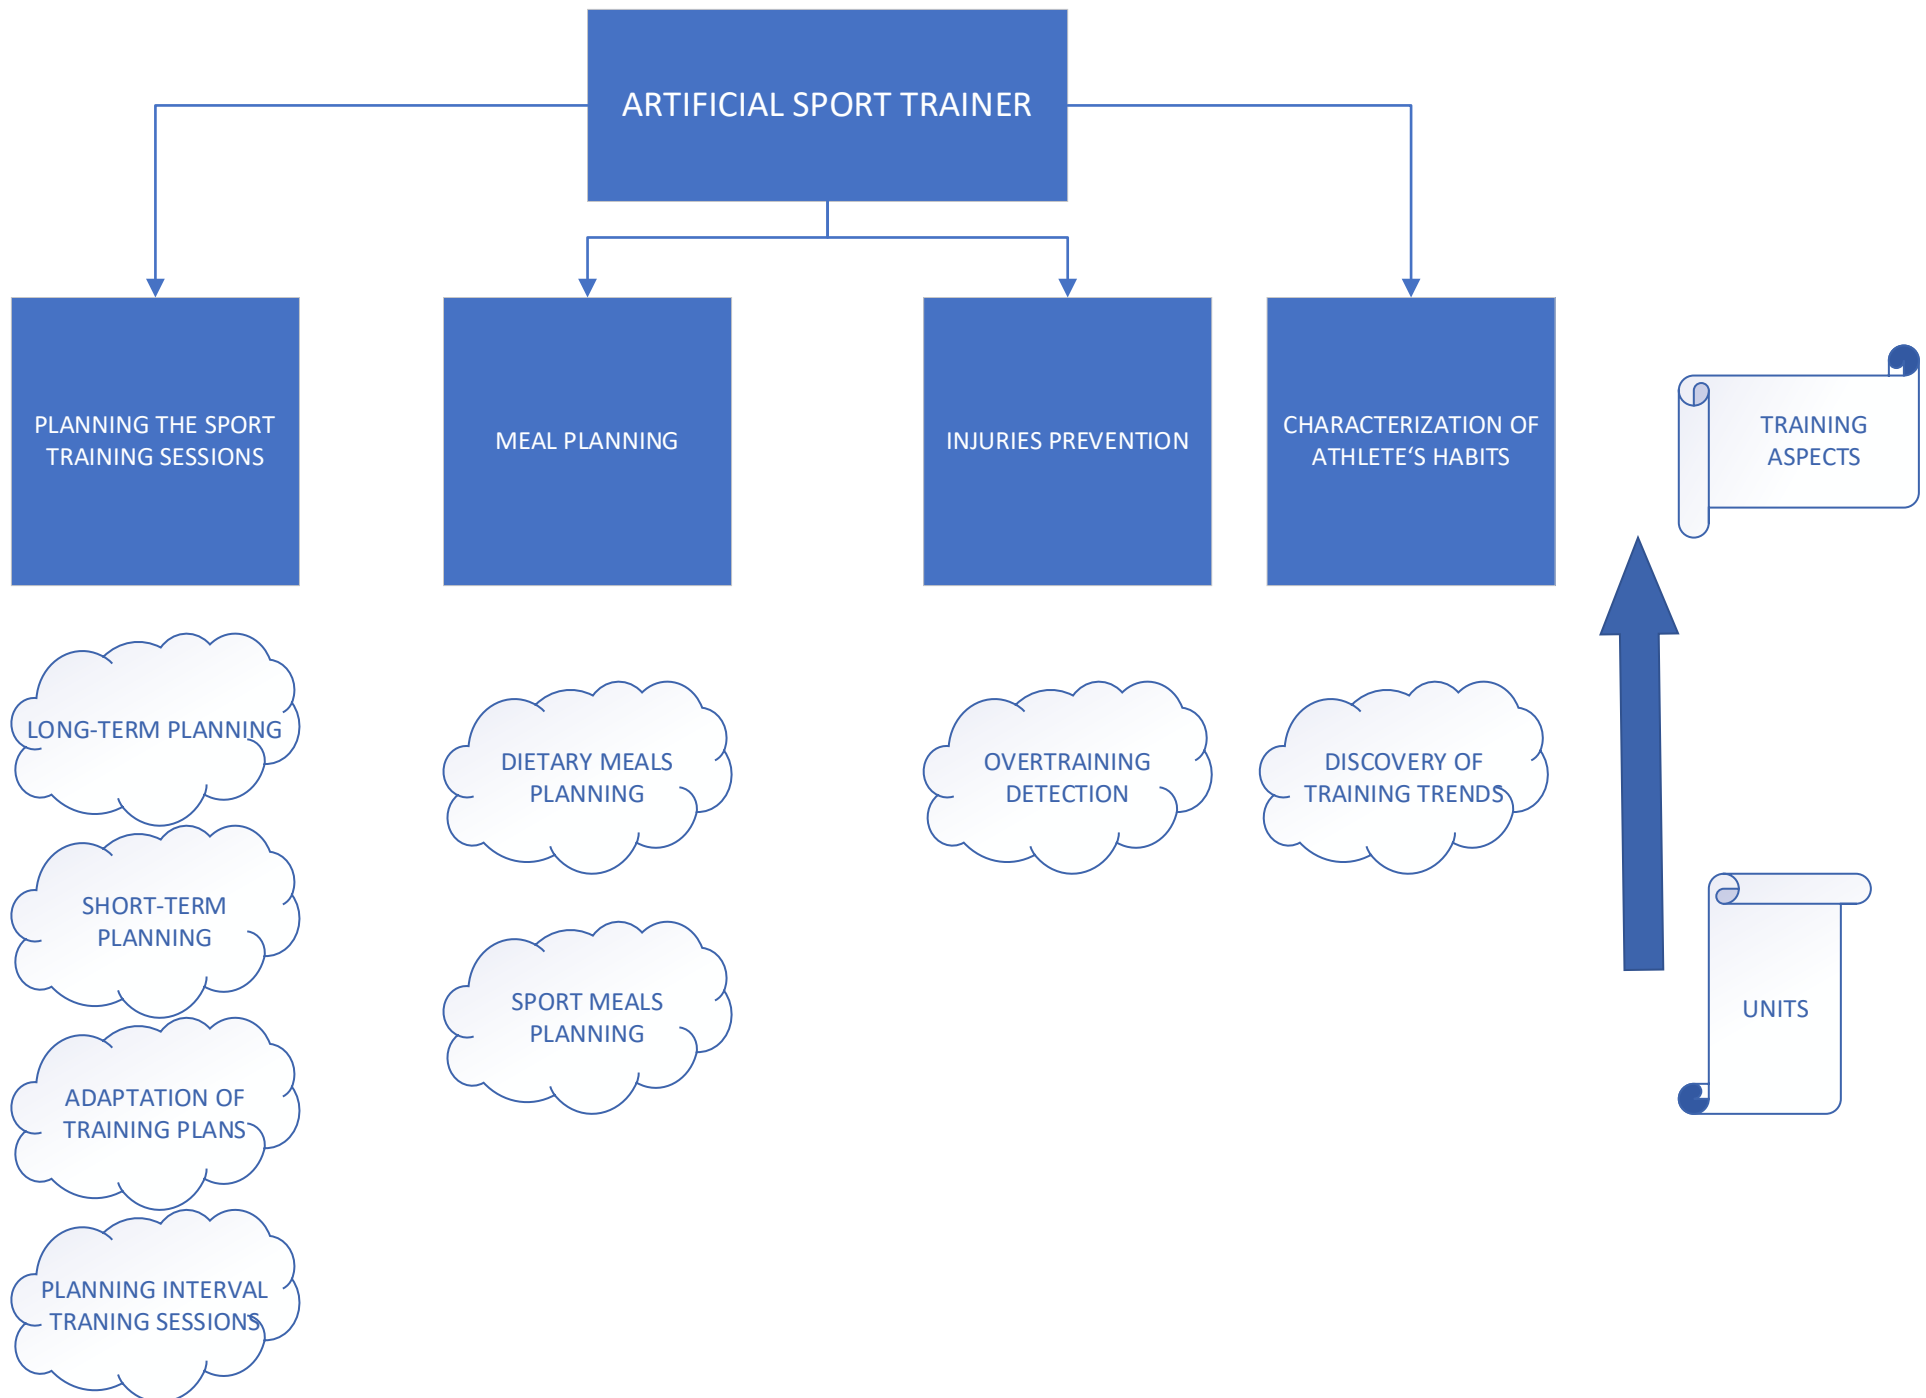 ARTIFICIAL SPORT TRAINER
PLANNING THE SPORT
TRAINING SESSIONS
MEAL PLANNING
INJURIES PREVENTION
CHARACTERIZATION OF
ATHLETE‘S HABITS
TRAINING
ASPECTS
LONG-TERM PLANNING
SHORT-TERM
PLANNING
ADAPTATION OF
TRAINING PLANS
PLANNING INTERVAL
TRANING SESSIONS
DIETARY MEALS
PLANNING
SPORT MEALS
PLANNING
OVERTRAINING
DETECTION
DISCOVERY OF
TRAINING TRENDS
UNITS